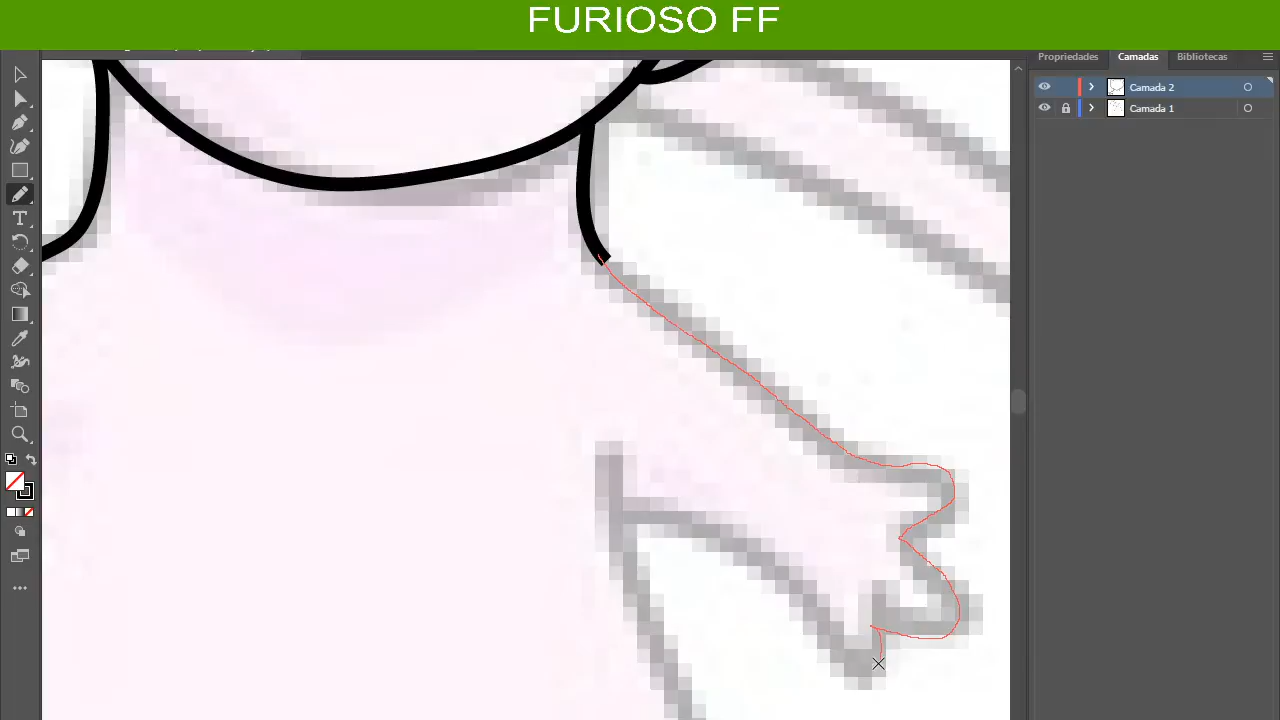 FURIOSO FF
Propriedades
Camadas
Bibliotecas
Camada 2
Camada 1